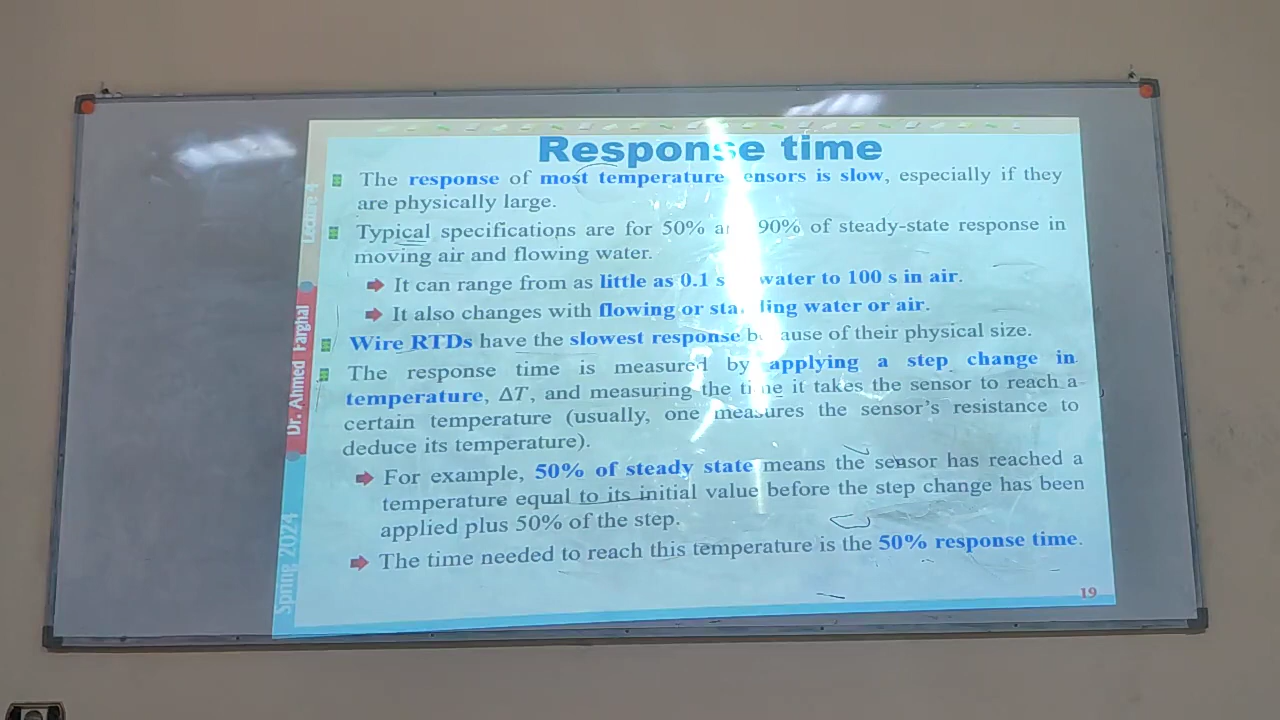 Response time
The response of most temperature ensors is slow, especially if they
are physically large.
Typical specifications are for 50% a 90% of steady-state response in
moving air and flowing water.
It can range from as little as 0.1 s water to 100 s in air.
It also changes with flowing or sta ing water or air.
Wire RTDs have the slowest response b ause of their physical size.
The response time is measured by applying a step change in
temperature, ΔT, and measuring the time it takes the sensor to reach a
certain temperature (usually, one measures the sensor's resistance to
deduce its temperature).
For example, 50% of steady state means the sensor has reached a
temperature equal to its initial value before the step change has been
applied plus 50% of the step.
The time needed to reach this temperature is the 50% response time.
19
Lecture 4
Dr. Ahmed Farghal
Spring 2024